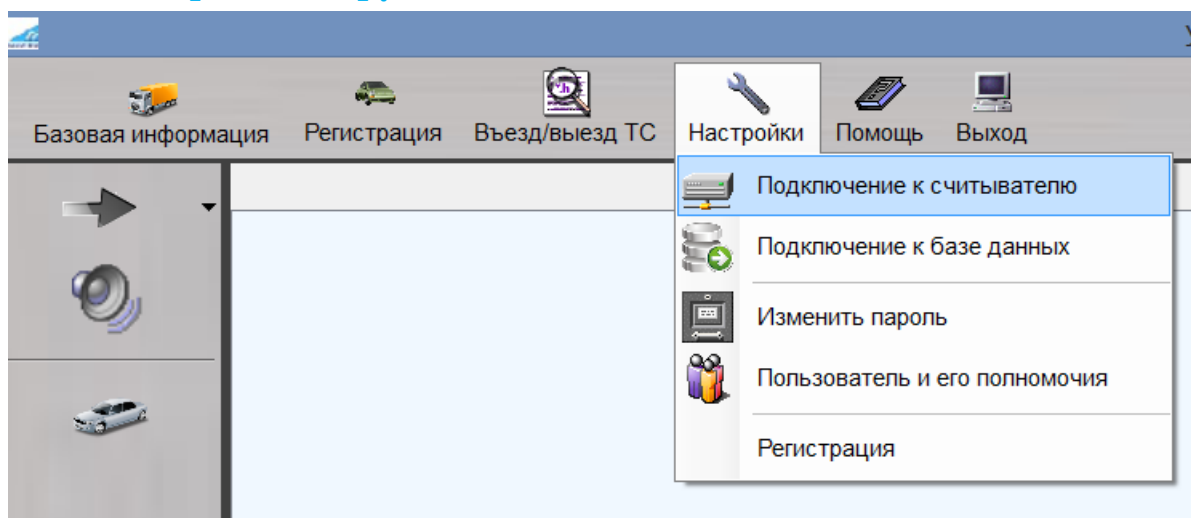 Базовая информация Регистрация Въезд/выезд ТС Настройки Помощь Выход
Подключение к считывателю
Подключение к базе данных
Изменить пароль
Пользователь и его полномочия
Регистрация